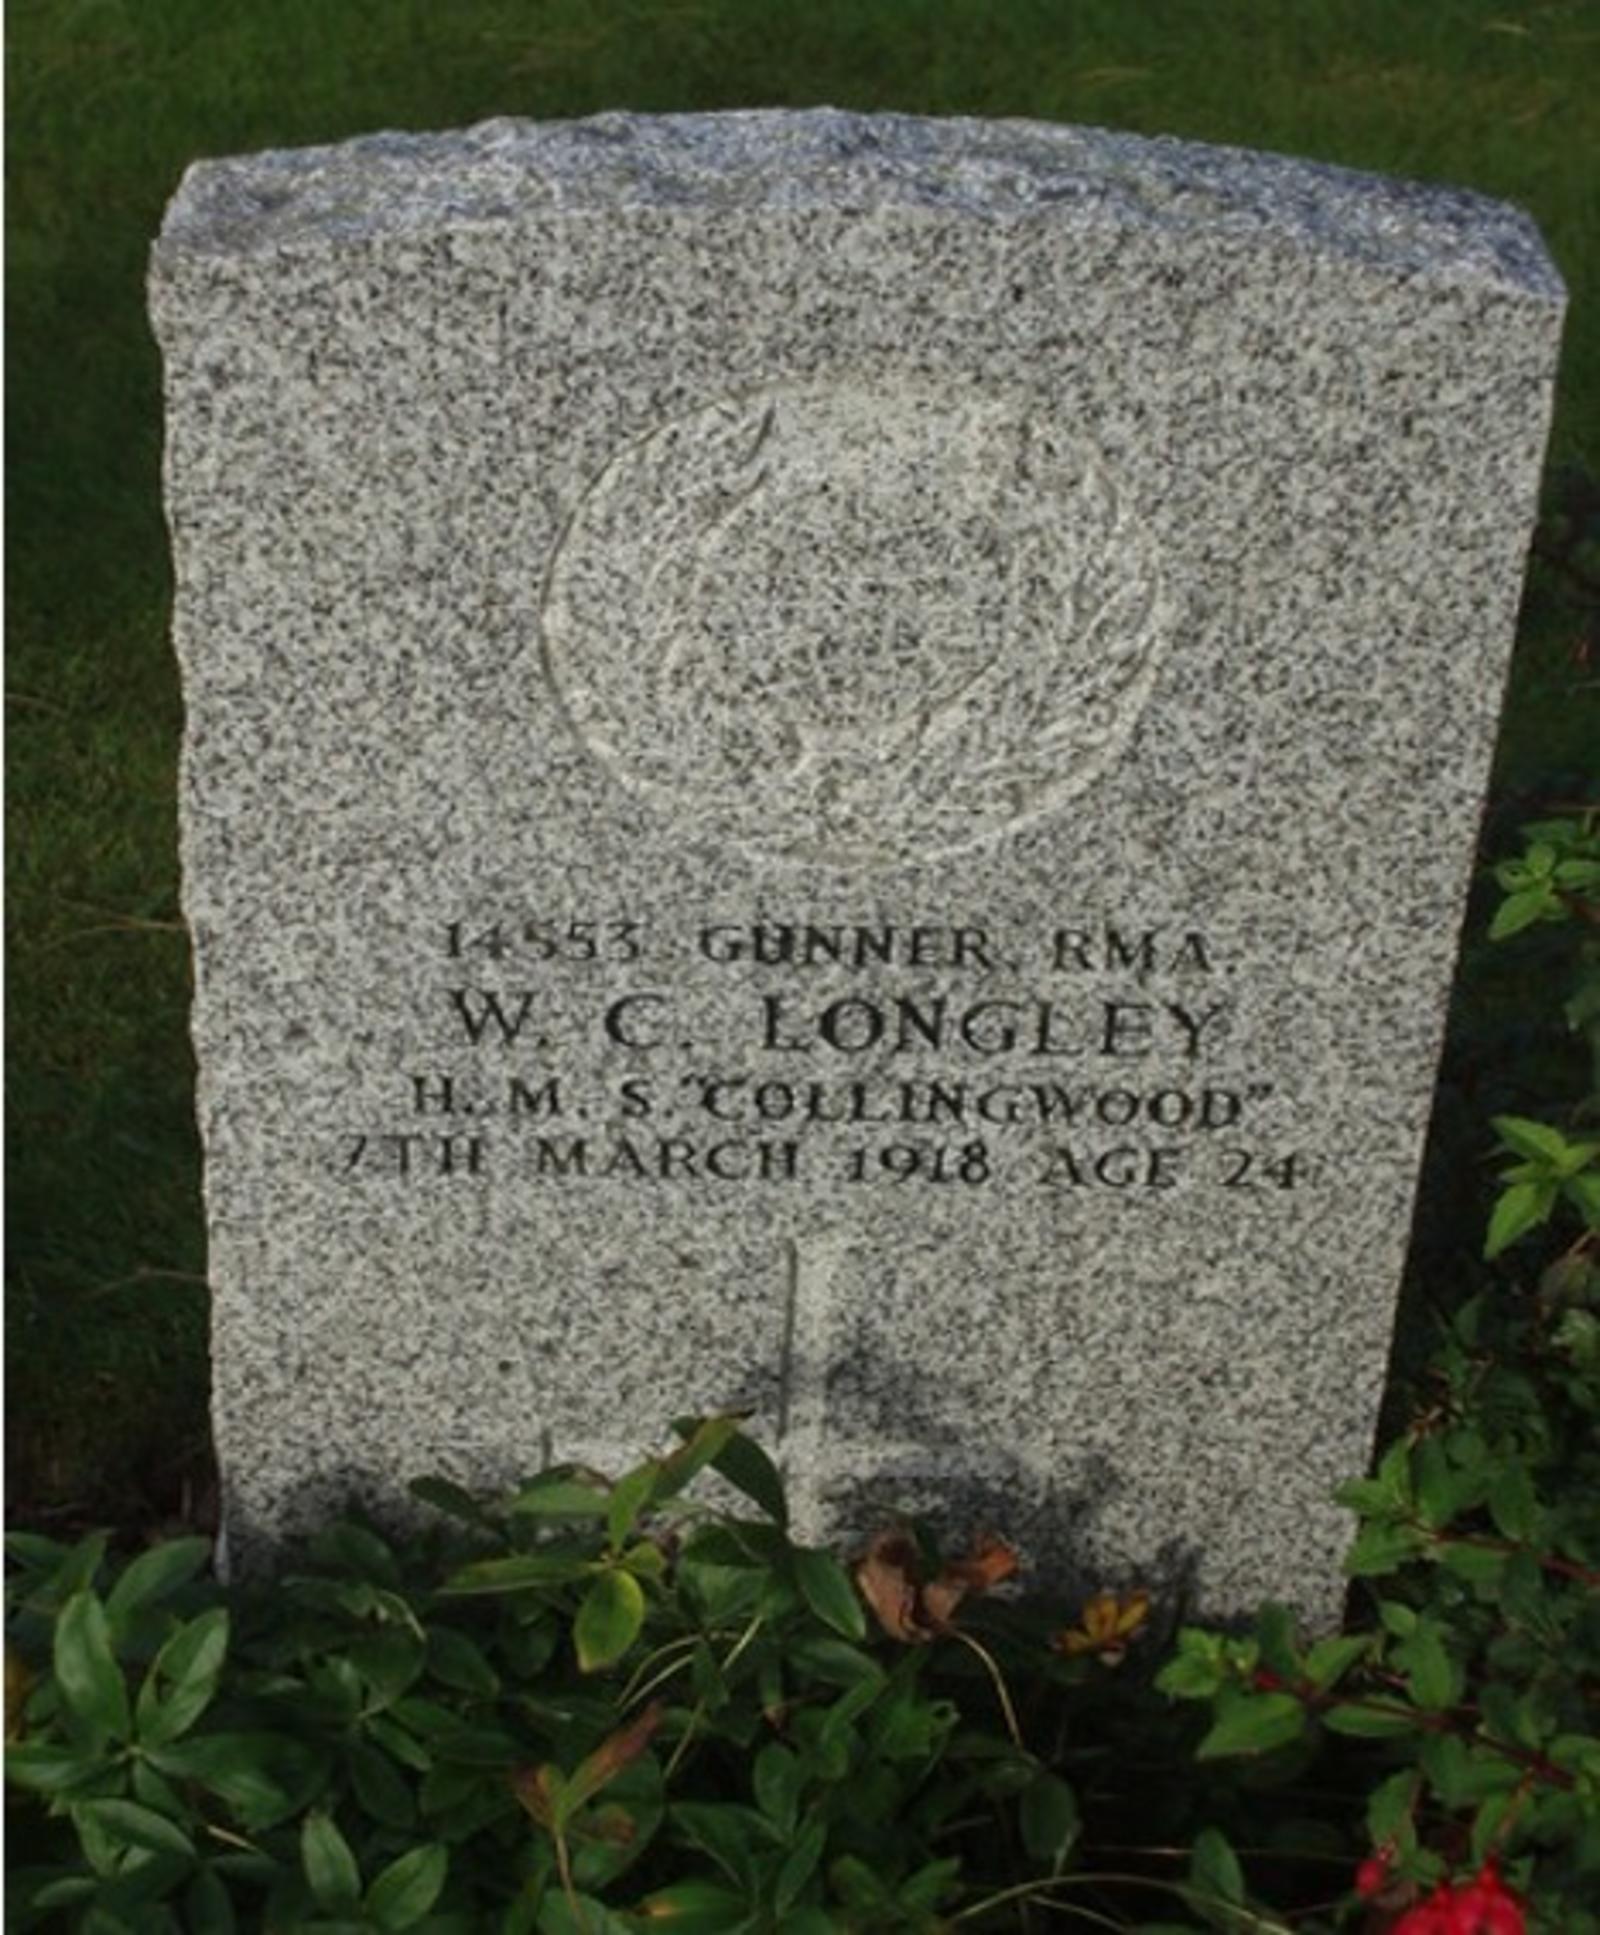 14553 GUNNER, RMA.
W. C. LONGLEY
H. M. S. "COLLINGWOOD"
7TH MARCH 1918 AGE 24